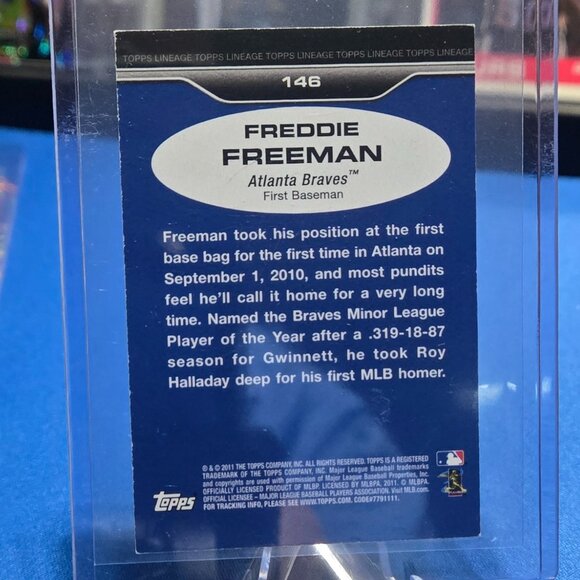 TOPPS LINEAGE TOPPS LINEAGE TOPPS LINEAGE TOPPS LINEAGE TOPPS LINEAGE
146
FREDDIE
FREEMAN
Atlanta Braves™
First Baseman
Freeman took his position at the first
base bag for the first time in Atlanta on
September 1, 2010, and most pundits
feel he'll call it home for a very long
time. Named the Braves Minor League
Player of the Year after a .319-18-87
season for Gwinnett, he took Roy
Halladay deep for his first MLB homer.
® & © 2011 THE TOPPS COMPANY, INC. ALL RIGHTS RESERVED. TOPPS IS A REGISTERED
TRADEMARK OF THE TOPPS COMPANY, INC. Major League Baseball trademarks
and copyrights are used with permission of Major League Baseball Properties, Inc.
OFFICIALLY LICENSED PRODUCT OF MLBP. LICENSED BY MLBPA, 2011. © MLBPA.
OFFICIAL LICENSEE – MAJOR LEAGUE BASEBALL PLAYERS ASSOCIATION. Visit MLB.com.
FOR TRACKING INFO, PLEASE SEE WWW.TOPPS.COM. CODE#7791111.
Topps